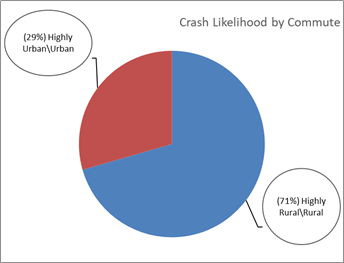 Crash Likelihood by Commute
(29%) Highly
Urban\Urban
(71%) Highly
Rural\Rural